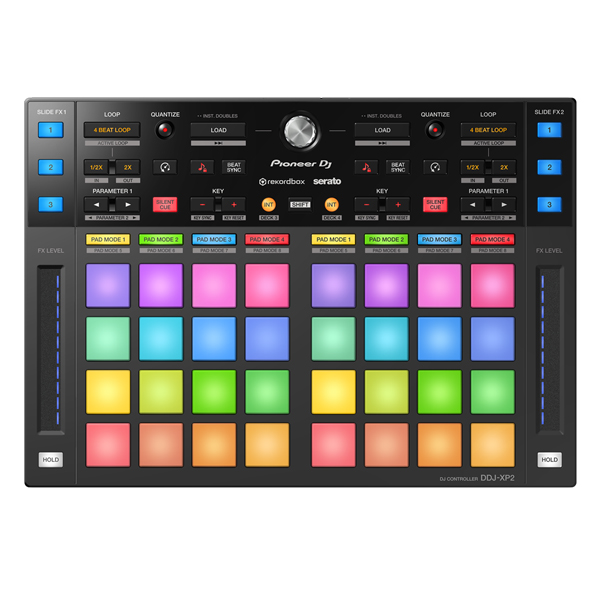 SLIDE FX 1
LOOP
QUANTIZE
INST. DOUBLES
INST. DOUBLES
QUANTIZE
LOOP
SLIDE FX 2
1
4 BEAT LOOP
LOAD
LOAD
4 BEAT LOOP
1
ACTIVE LOOP
ACTIVE LOOP
Pioneer Dj
2
1/2X
2X
BEAT
SYNC
BEAT
SYNC
1/2X
2X
2
IN
OUT
IN
OUT
rekordbox
serato
PARAMETER 1
KEY
KEY
PARAMETER 1
3
SILENT
CUE
-
+
INT
SHIFT
INT
-
+
SILENT
CUE
3
PARAMETER 2
KEY SYNC
KEY RESET
DECK 3
DECK 4
KEY SYNC
KEY RESET
PARAMETER 2
FX LEVEL
PAD MODE 1
PAD MODE 2
PAD MODE 3
PAD MODE 4
PAD MODE 1
PAD MODE 2
PAD MODE 3
PAD MODE 4
FX LEVEL
PAD MODE 5
PAD MODE 6
PAD MODE 7
PAD MODE 8
PAD MODE 5
PAD MODE 6
PAD MODE 7
PAD MODE 8
HOLD
HOLD
DJ CONTROLLER DDJ-XP2